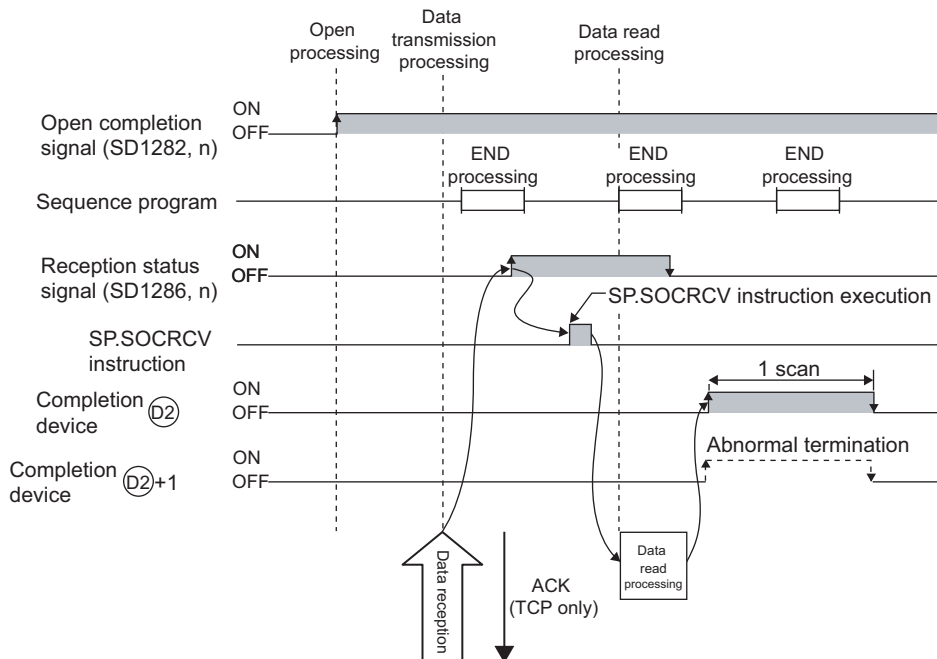 Open
processing
Data
transmission
processing
Data read
processing
Open completion
signal (SD1282, n)
ON
OFF
END
processing
END
processing
END
processing
Sequence program
Reception status
signal (SD1286, n)
ON
OFF
SP.SOCRCV instruction execution
SP.SOCRCV
instruction
1 scan
Completion
device D2
ON
OFF
Abnormal termination
Completion
device D2+1
ON
OFF
Data reception
ACK
(TCP only)
Data
read
processing